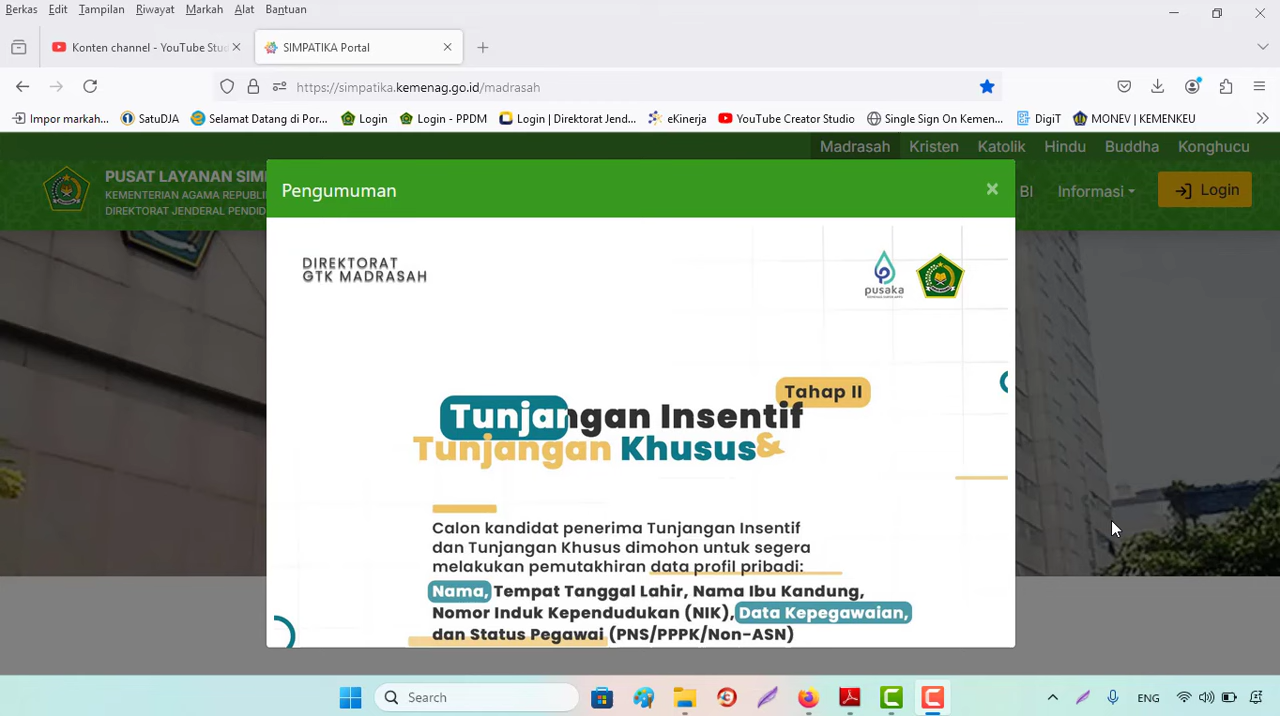 Berkas Edit Tampilan Riwayat Markah Alat Bantuan
Konten channel - YouTube Stu
SIMPATIKA Portal
https://simpatika.kemenag.go.id/madrasah
Impor markah... SatuDJA Selamat Datang di Por... Login Login - PPDM Login | Direktorat Jend... eKinerja YouTube Creator Studio Single Sign On Kemen... DigiT MONEV | KEMENKEU
Madrasah Kristen Katolik Hindu Buddha Konghucu
PUSAT LAYANAN SIM
KEMENTERIAN AGAMA REPUBLI
DIREKTORAT JENDERAL PENDID
BI Informasi Login
Pengumuman ×
DIREKTORAT
GTK MADRASAH
pusaka
Tahap II
Tunjangan Insentif
Tunjangan Khusus&
Calon kandidat penerima Tunjangan Insentif
dan Tunjangan Khusus dimohon untuk segera
melakukan pemutakhiran data profil pribadi:
Nama, Tempat Tanggal Lahir, Nama Ibu Kandung,
Nomor Induk Kependudukan (NIK), Data Kepegawaian,
dan Status Pegawai (PNS/PPPK/Non-ASN)
Search
ENG